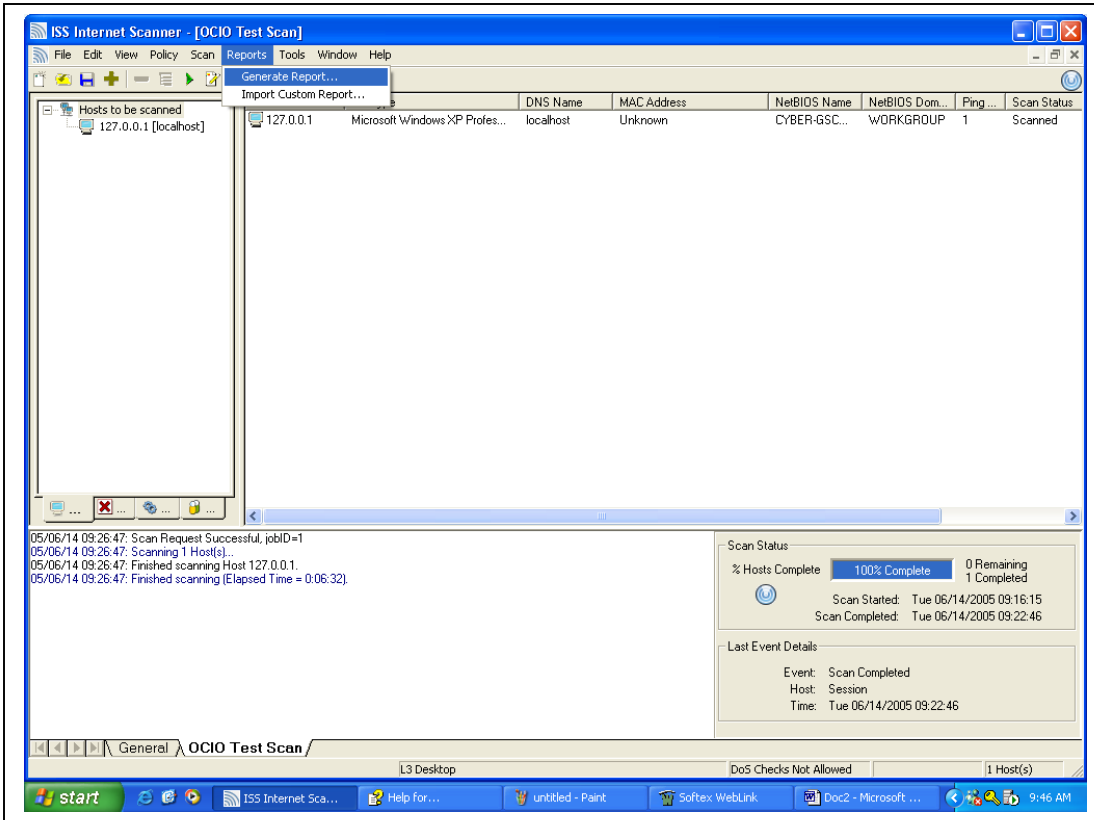 ISS Internet Scanner - [OCIO Test Scan]
File Edit View Policy Scan Reports Tools Window Help
Generate Report...
Import Custom Report...
Hosts to be scanned
127.0.0.1 [localhost]
DNS Name MAC Address NetBIOS Name NetBIOS Dom... Ping ... Scan Status
127.0.0.1 Microsoft Windows XP Profes... localhost Unknown CYBER-GSC... WORKGROUP 1 Scanned
... ... ... ...
05/06/14 09:26:47: Scan Request Successful, jobID=1
05/06/14 09:26:47: Scanning 1 Host(s)...
05/06/14 09:26:47: Finished scanning Host 127.0.0.1.
05/06/14 09:26:47: Finished scanning (Elapsed Time = 0:06:32).
Scan Status
% Hosts Complete 100% Complete 0 Remaining
1 Completed
Scan Started: Tue 06/14/2005 09:16:15
Scan Completed: Tue 06/14/2005 09:22:46
Last Event Details
Event: Scan Completed
Host: Session
Time: Tue 06/14/2005 09:22:46
General OCIO Test Scan
L3 Desktop DoS Checks Not Allowed 1 Host(s)
start ISS Internet Sca... Help for... untitled - Paint Softex WebLink Doc2 - Microsoft ... 9:46 AM